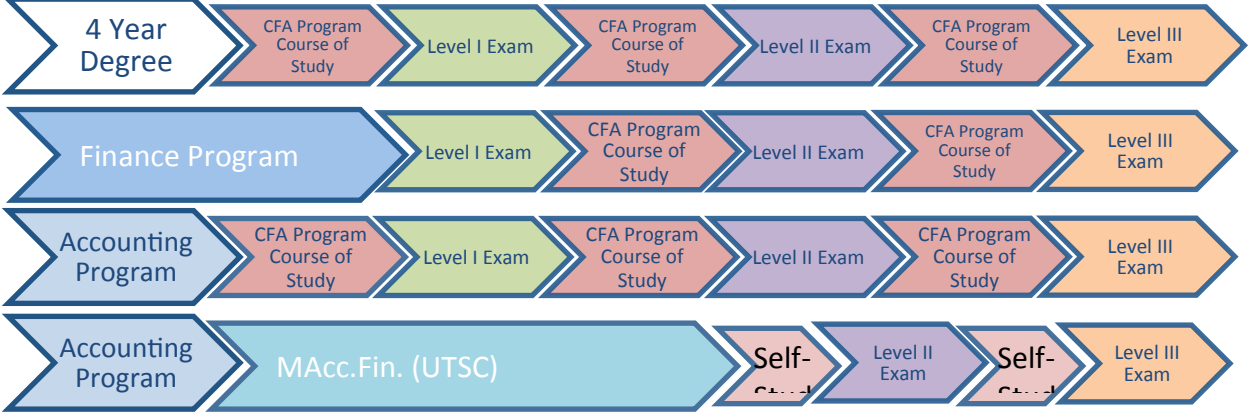 4 Year
Degree
CFA Program
Course of
Study
Level I Exam
CFA Program
Course of
Study
Level II Exam
CFA Program
Course of
Study
Level III
Exam
Finance Program
Level I Exam
CFA Program
Course of
Study
Level II Exam
CFA Program
Course of
Study
Level III
Exam
Accounting
Program
CFA Program
Course of
Study
Level I Exam
CFA Program
Course of
Study
Level II Exam
CFA Program
Course of
Study
Level III
Exam
Accounting
Program
MAcc.Fin. (UTSC)
Self-
Level II
Exam
Self-
Level III
Exam